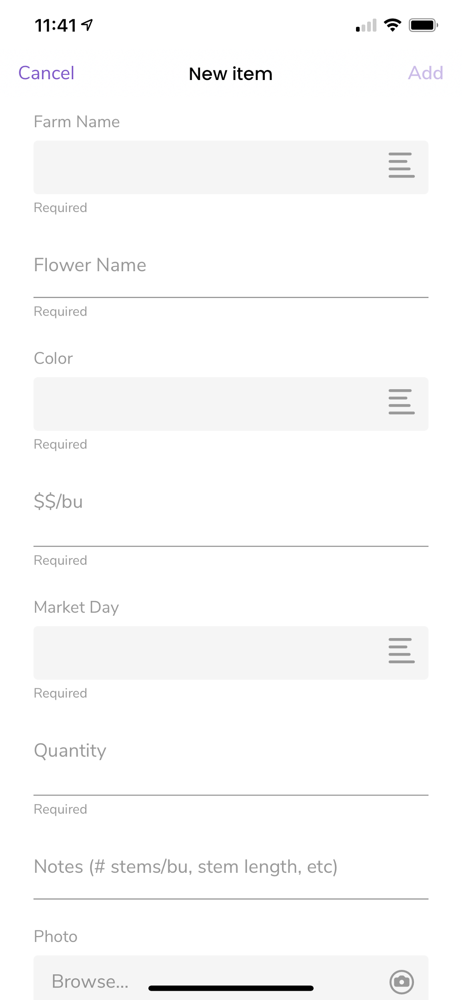 11:41
Cancel New item Add
Farm Name
Required
Flower Name
Required
Color
Required
$$/bu
Required
Market Day
Required
Quantity
Required
Notes (# stems/bu, stem length, etc)
Photo
Browse...